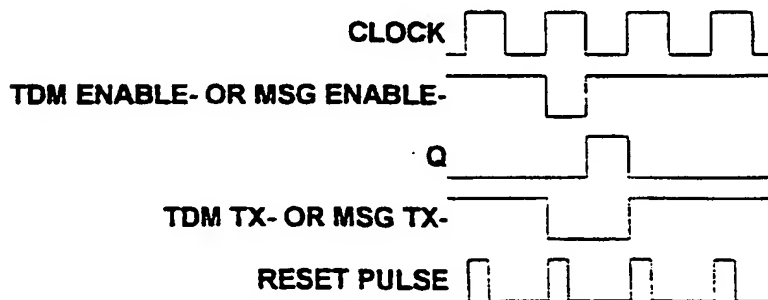 CLOCK
TDM ENABLE- OR MSG ENABLE-
Q
TDM TX- OR MSG TX-
RESET PULSE